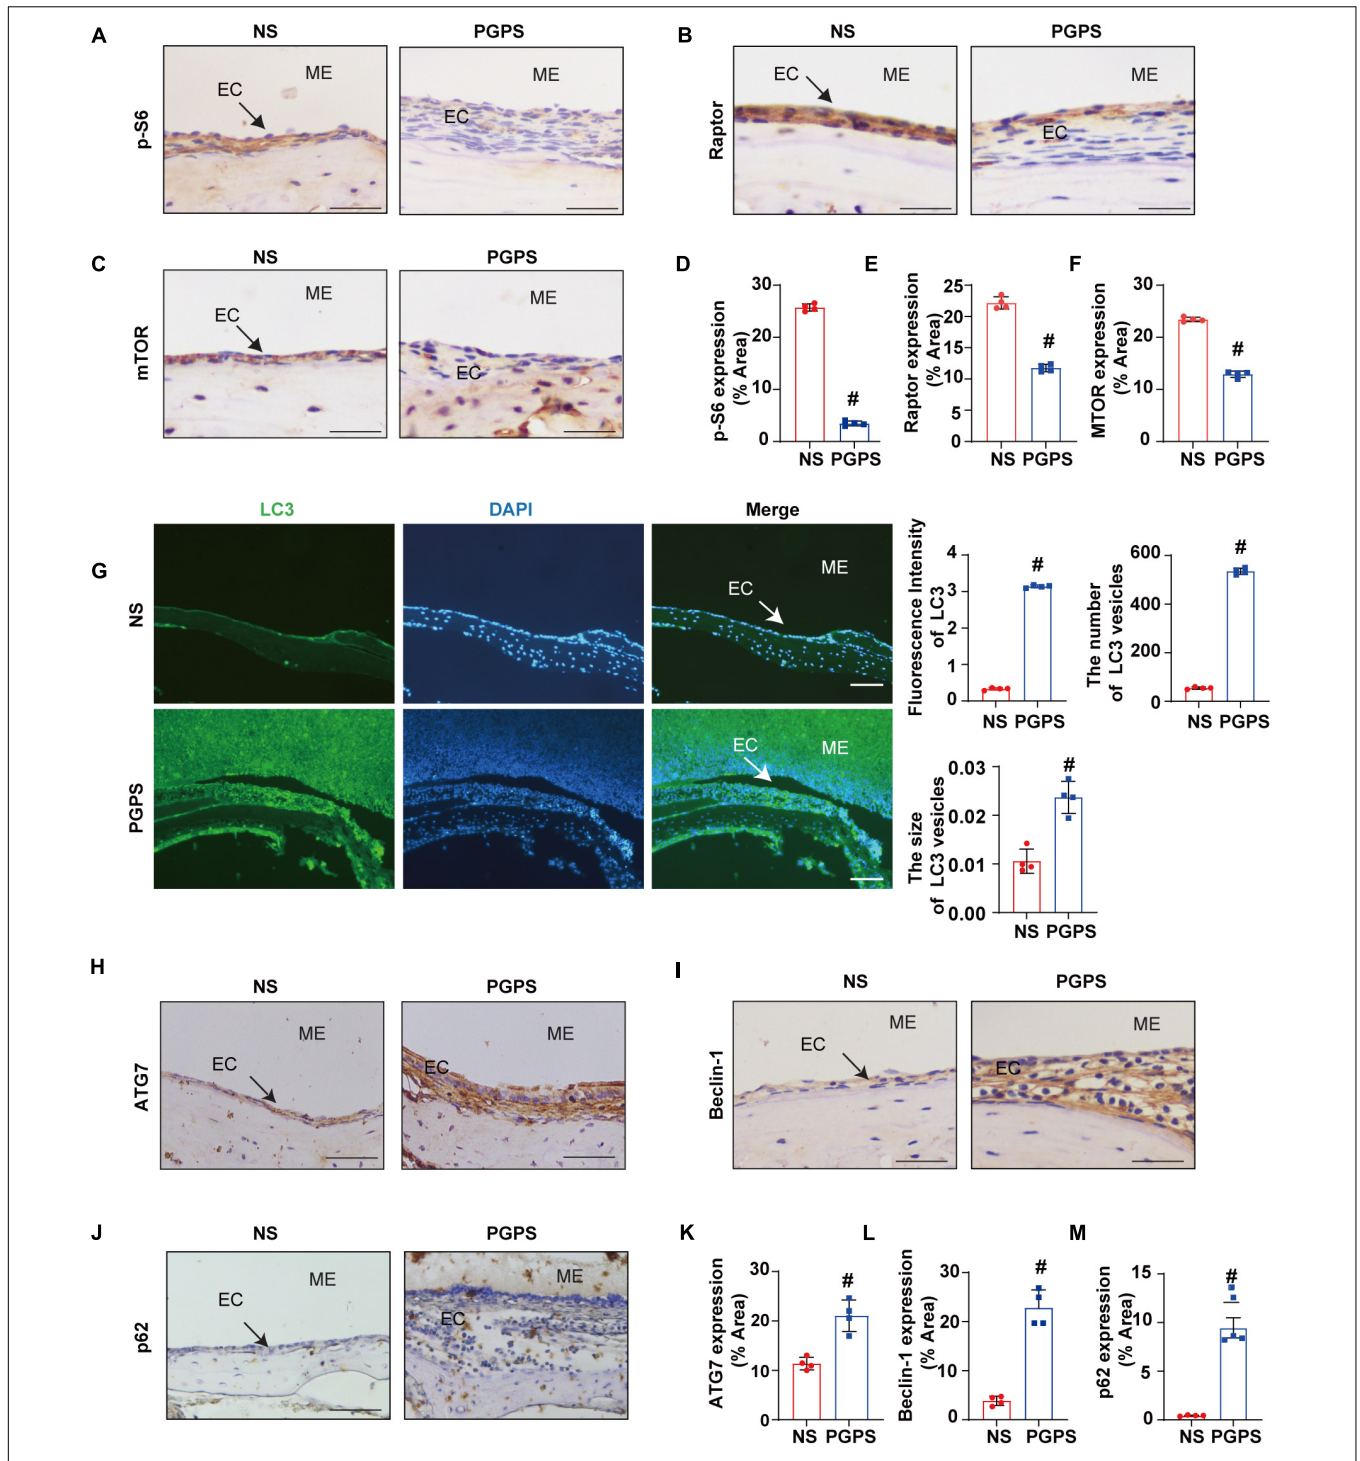 A
NS
PGPS
B
NS
PGPS
p-S6
EC
ME
EC
ME
Raptor
EC
ME
EC
ME
C
NS
PGPS
mTOR
EC
ME
EC
ME
D
p-S6 expression
(% Area)
30
20
10
0
#
NS PGPS
E
Raptor expression
(% Area)
25
20
15
10
5
0
#
NS PGPS
F
MTOR expression
(% Area)
30
20
10
0
#
NS PGPS
G
LC3
DAPI
Merge
NS
EC
ME
PGPS
EC
ME
Fluorescence Intensity
of LC3
4
3
2
1
0
#
NS PGPS
The number
of LC3 vesicles
600
400
200
0
#
NS PGPS
The size
of LC3 vesicles
0.03
0.02
0.01
0.00
#
NS PGPS
H
NS
PGPS
ATG7
EC
ME
EC
ME
I
NS
PGPS
Beclin-1
EC
ME
EC
ME
J
NS
PGPS
p62
EC
ME
EC
ME
K
ATG7 expression
(% Area)
30
20
10
0
#
NS PGPS
L
Beclin-1 expression
(% Area)
30
20
10
0
#
NS PGPS
M
p62 expression
(% Area)
15
10
5
0
#
NS PGPS